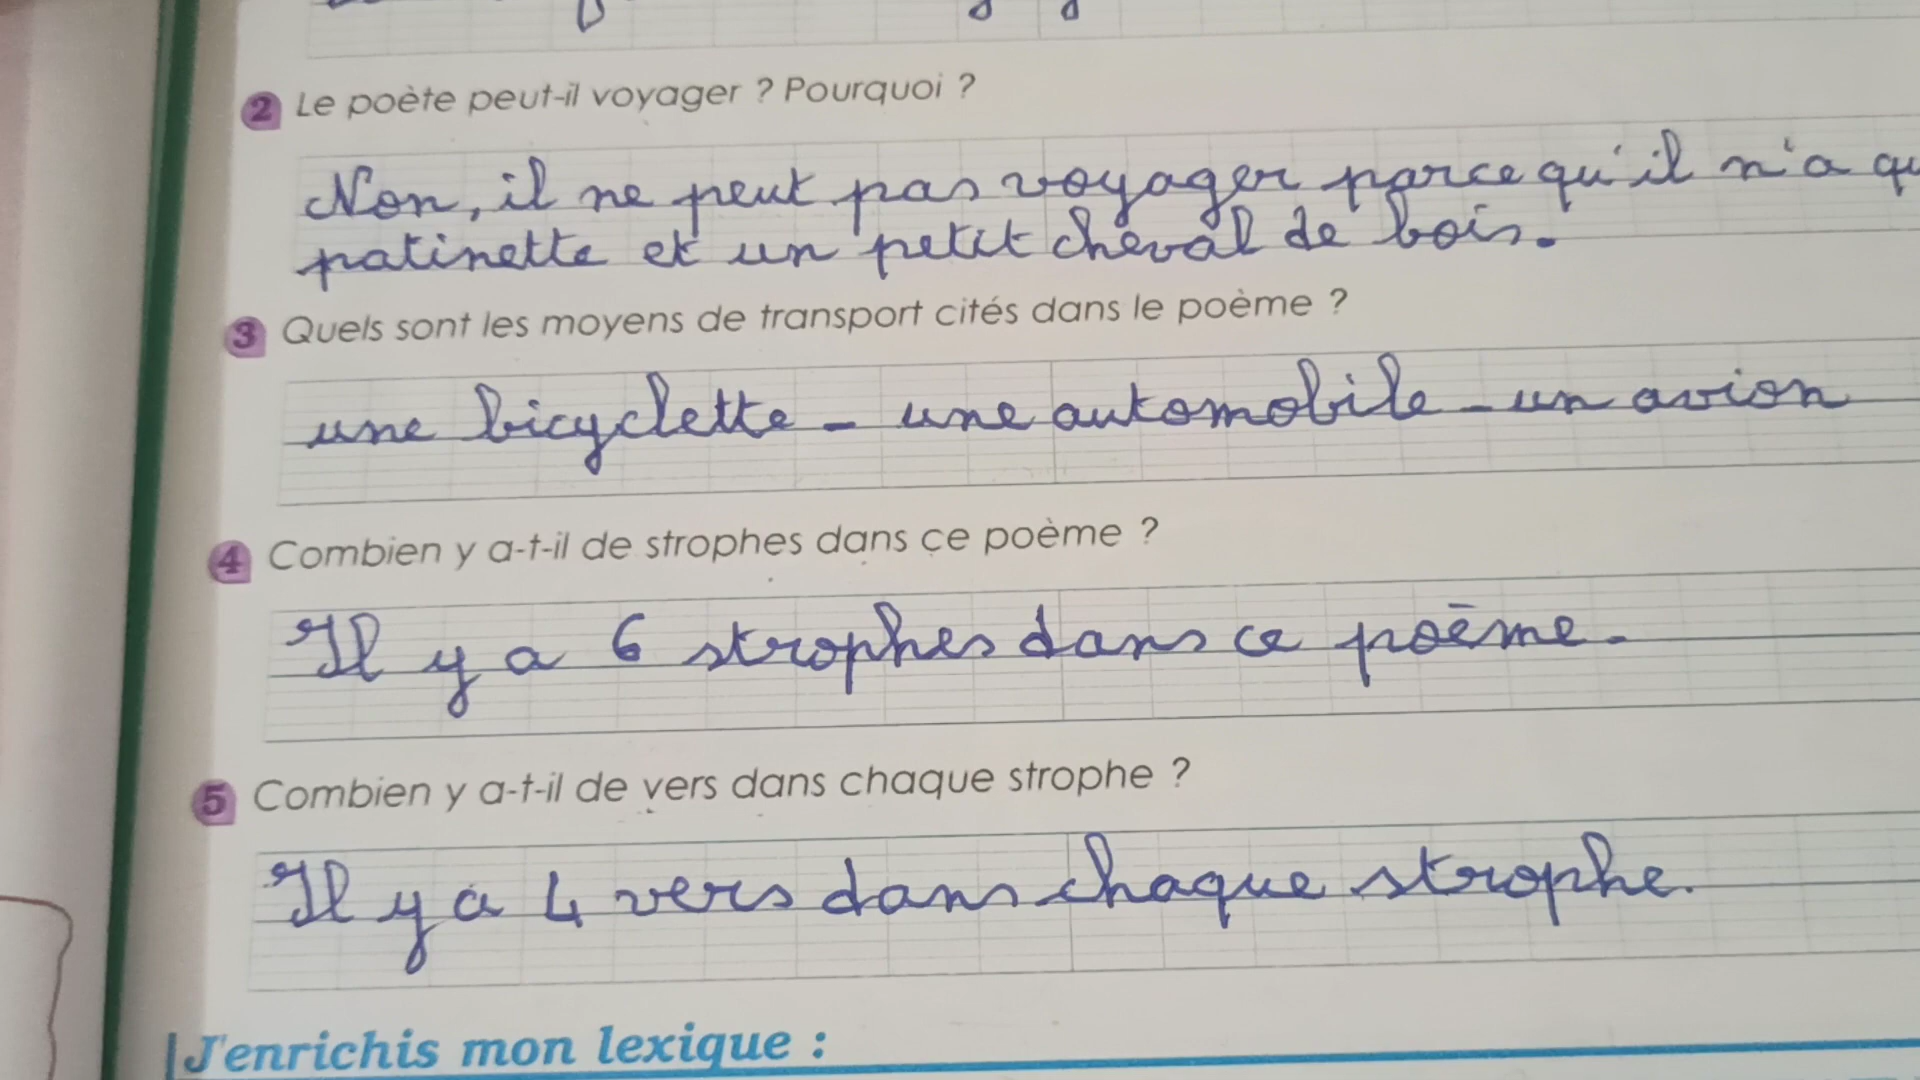 2 Le poète peut-il voyager ? Pourquoi ?
Non, il ne peut pas voyager parce qu'il n'a
patinette et un petit cheval de bois.
3 Quels sont les moyens de transport cités dans le poème ?
une bicyclette - une automobile - un avion
4 Combien y a-t-il de strophes dans ce poème ?
Il y a 6 strophes dans ce poème.
5 Combien y a-t-il de vers dans chaque strophe ?
Il y a 4 vers dans chaque strophe.
J'enrichis mon lexique :